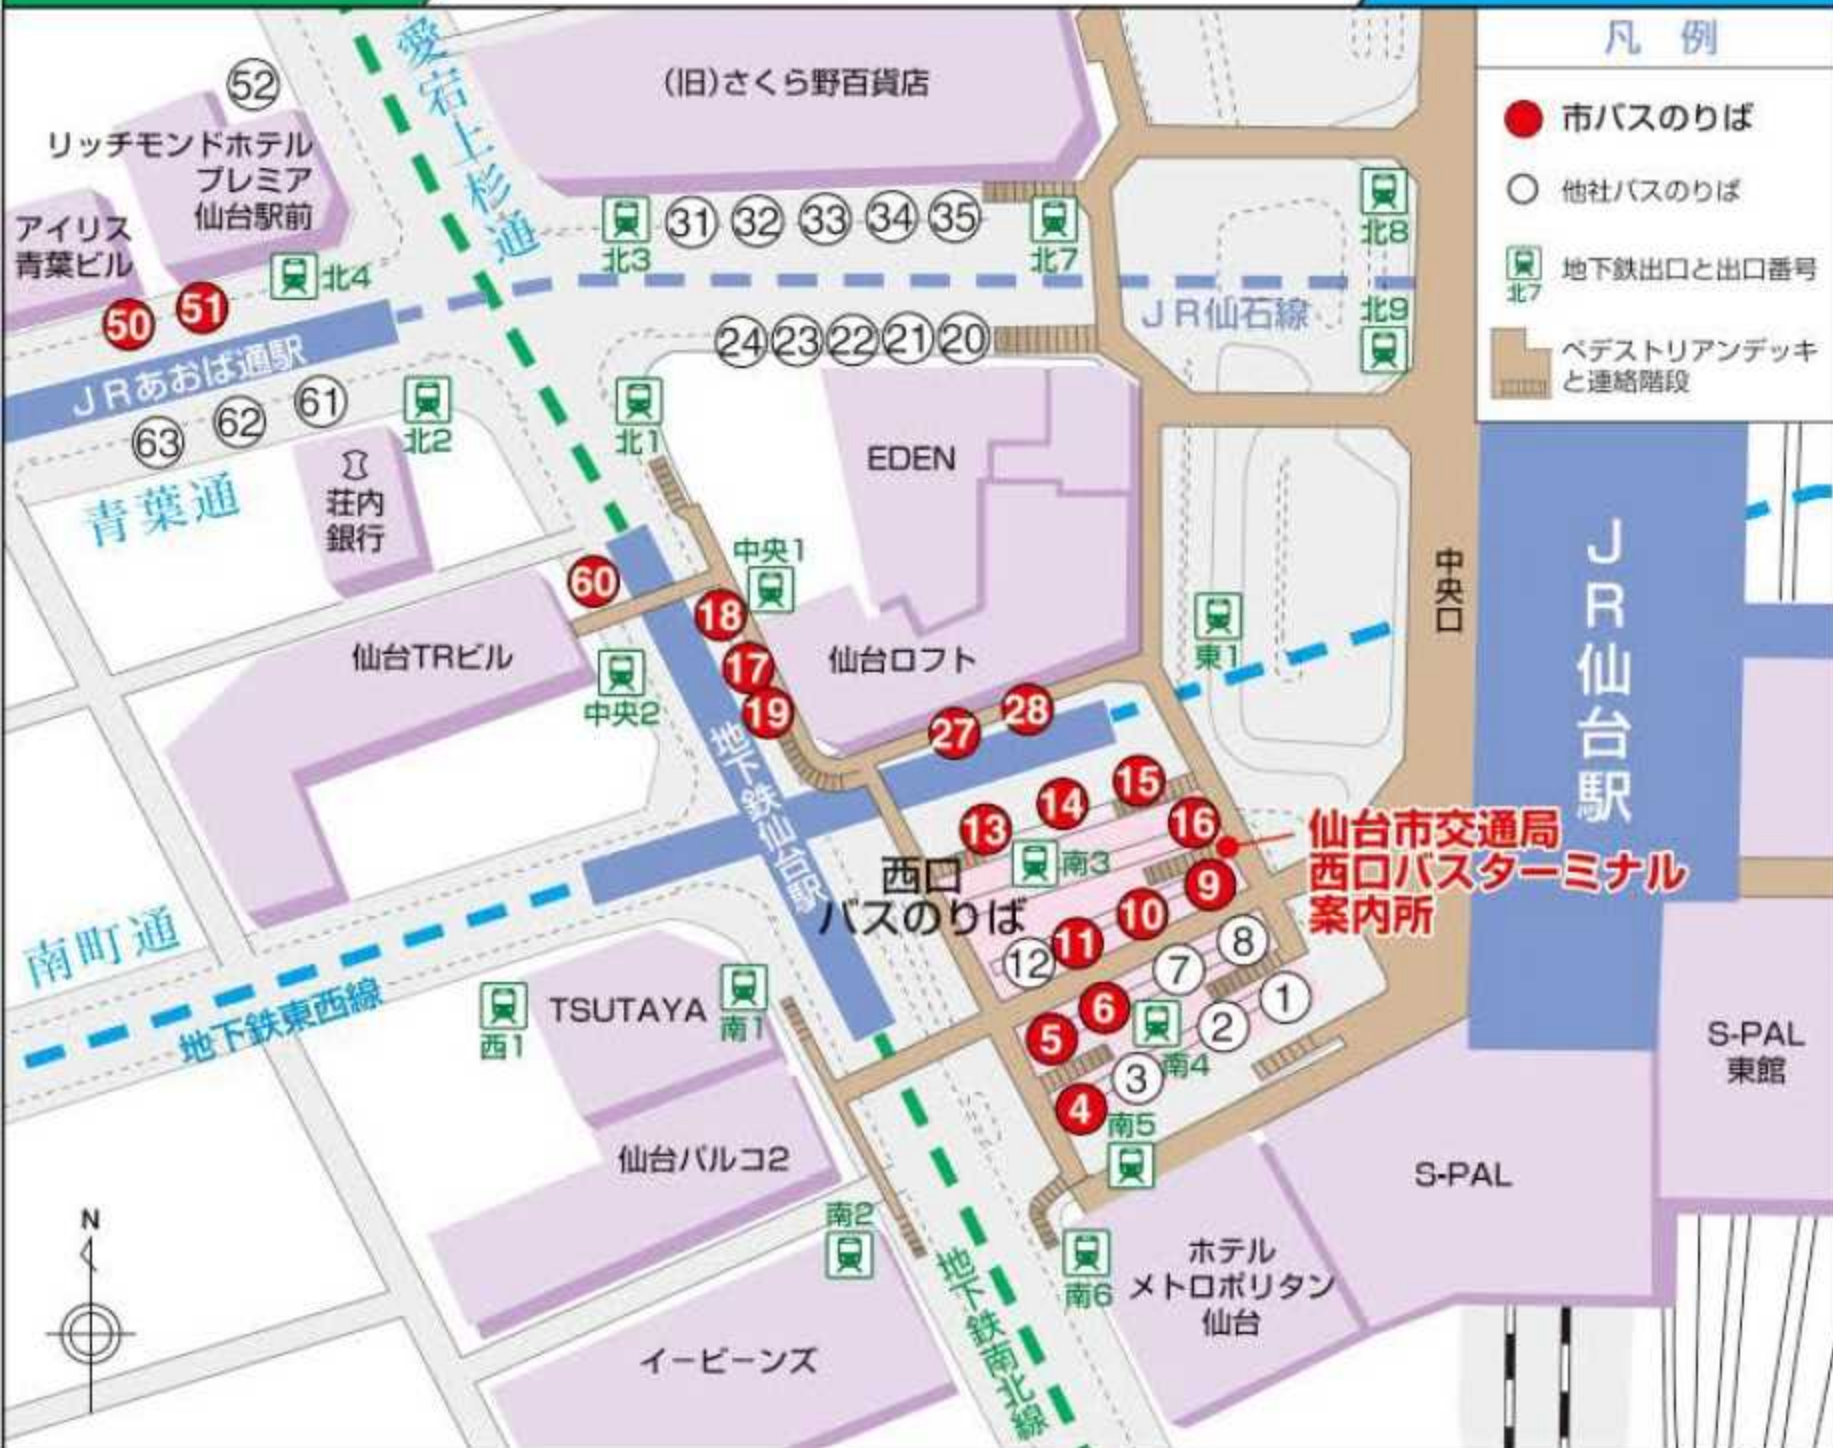 凡 例
市バスのりば
他社バスのりば
地下鉄出口と出口番号
北7
ペデストリアンデッキ
と連絡階段
愛宕上杉通
(旧)さくら野百貨店
52
リッチモンドホテル
プレミア
仙台駅前
アイリス
青葉ビル
北4
50
51
北3
31
32
33
34
35
北7
北8
JR仙石線
北9
24
23
22
21
20
JRあおば通駅
63
62
61
北2
北1
青葉通
荘内
銀行
EDEN
60
中央1
18
17
19
仙台TRビル
中央2
仙台ロフト
東1
中央口
JR仙台駅
27
28
地下鉄仙台駅
13
14
15
16
南3
西口
バスのりば
仙台市交通局
西口バスターミナル
案内所
9
10
11
12
8
7
6
5
南4
1
2
3
4
南5
南町通
地下鉄東西線
西1
TSUTAYA
南1
仙台パルコ2
南2
南6
地下鉄南北線
イービーンズ
ホテル
メトロポリタン
仙台
S-PAL
S-PAL
東館
N